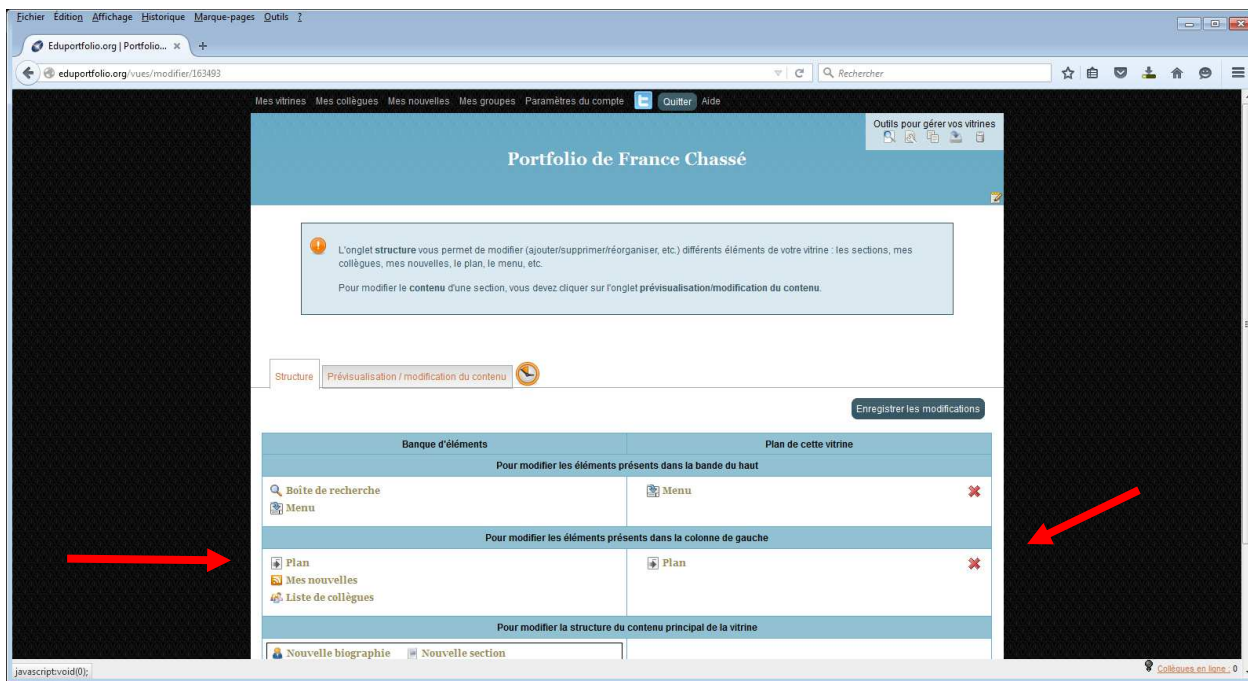 Fichier Édition Affichage Historique Marque-pages Outils ?
Eduportfolio.org | Portfolio... × +
eduportfolio.org/vues/modifier/163493
Rechercher
Mes vitrines Mes collègues Mes nouvelles Mes groupes Paramètres du compte Quitter Aide
Outils pour gérer vos vitrines
Portfolio de France Chassé
L'onglet structure vous permet de modifier (ajouter/supprimer/réorganiser, etc.) différents éléments de votre vitrine : les sections, mes
collègues, mes nouvelles, le plan, le menu, etc.
Pour modifier le contenu d'une section, vous devez cliquer sur l'onglet prévisualisation/modification du contenu.
Structure Prévisualisation / modification du contenu
Enregistrer les modifications
Banque d'éléments Plan de cette vitrine
Pour modifier les éléments présents dans la bande du haut
Boîte de recherche Menu
Menu
Pour modifier les éléments présents dans la colonne de gauche
Plan Plan
Mes nouvelles
Liste de collègues
Pour modifier la structure du contenu principal de la vitrine
Nouvelle biographie Nouvelle section
javascript:void(0); Collègues en ligne : 0